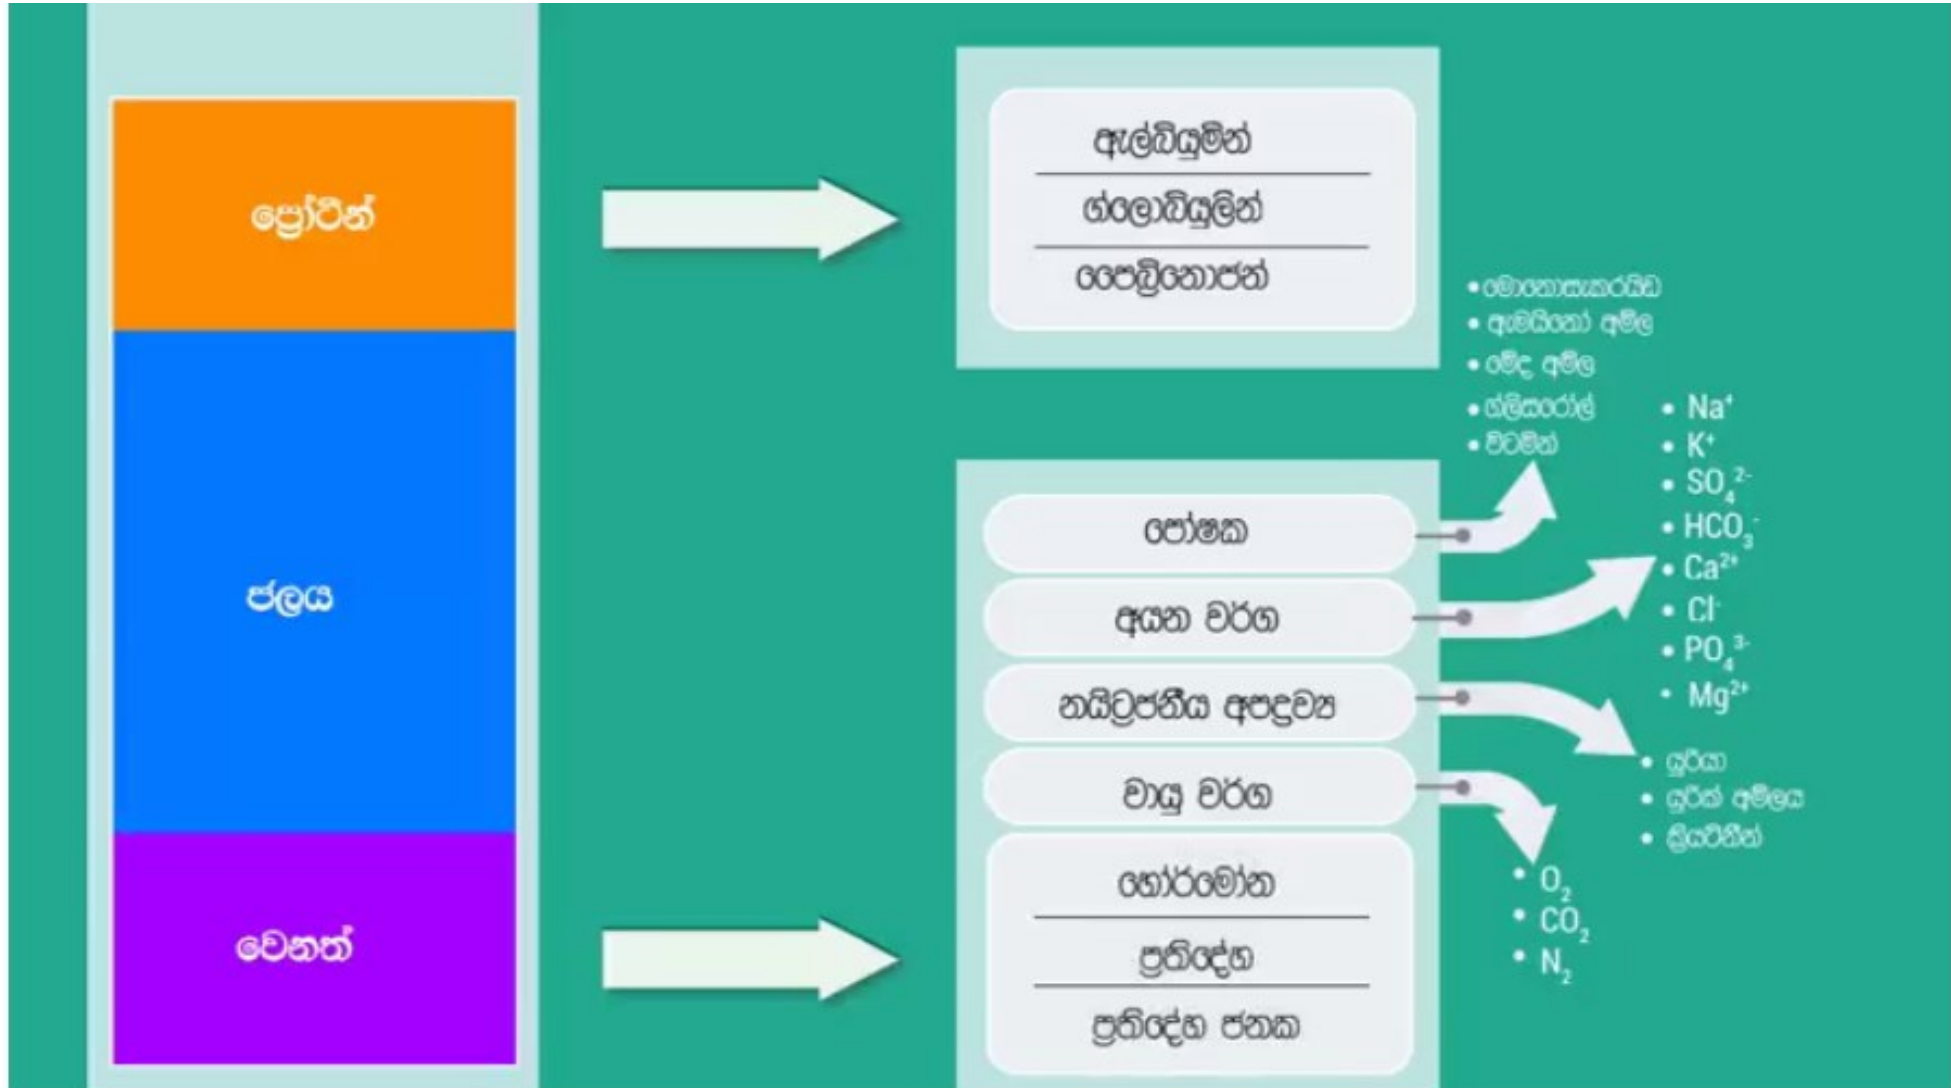 ප්‍රෝටීන්
ජලය
වෙනත්
ඇල්බියුමින්
ග්ලොබියුලින්
ෆයිබ්‍රිනොජන්
පෝෂක
අයන වර්ග
නයිට්‍රජනීය අපද්‍රව්‍ය
වායු වර්ග
හෝර්මෝන
ප්‍රතිදේහ
ප්‍රතිදේහ ජනක
• මොනොසැකරයිඩ
• ඇමයිනෝ අම්ල
• මේද අම්ල
• ග්ලිසරෝල්
• විටමින්
• Na⁺
• K⁺
• SO₄²⁻
• HCO₃⁻
• Ca²⁺
• Cl⁻
• PO₄³⁻
• Mg²⁺
• යූරියා
• යූරික් අම්ලය
• ක්‍රියටිනීන්
• O₂
• CO₂
• N₂